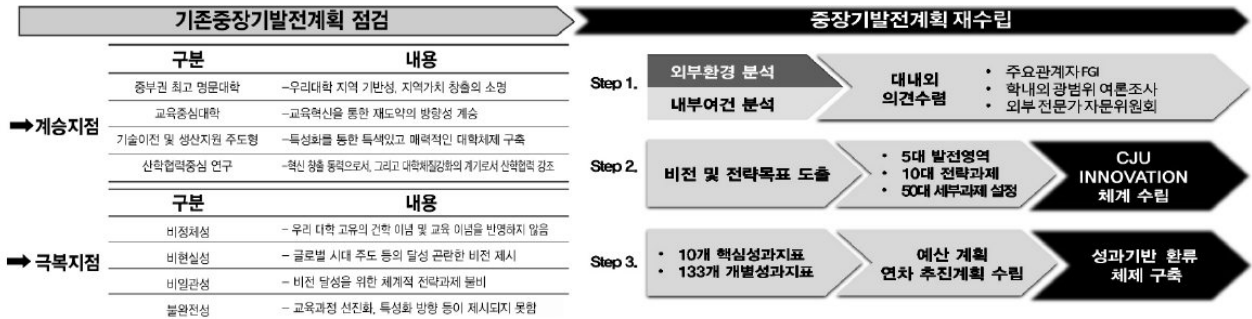 기존중장기발전계획 점검
중장기발전계획 재수립
➡계승지점
구분 내용
중부권 최고 명문대학 –우리대학 지역 기반성, 지역가치 창출의 소명
교육중심대학 –교육혁신을 통한 재도약의 방향성 계승
기술이전 및 생산지원 주도형 –특성화를 통한 특색있고 매력적인 대학체제 구축
산학협력중심 연구 –혁신 창출 동력으로서, 그리고 대학체질강화의 계기로서 산학협력 강조
➡극복지점
구분 내용
비정체성 – 우리 대학 고유의 건학 이념 및 교육 이념을 반영하지 않음
비현실성 – 글로벌 시대 주도 등의 달성 곤란한 비전 제시
비일관성 – 비전 달성을 위한 체계적 전략과제 불비
불완전성 – 교육과정 선진화, 특성화 방향 등이 제시되지 못함
Step 1.
외부환경 분석
내부여건 분석
대내외
의견수렴
• 주요관계자 FGI
• 학내외 광범위 여론조사
• 외부 전문가 자문위원회
Step 2.
비전 및 전략목표 도출
• 5대 발전영역
• 10대 전략과제
• 50대 세부과제 설정
CJU
INNOVATION
체계 수립
Step 3.
• 10개 핵심성과지표
• 133개 개별성과지표
예산 계획
연차 추진계획 수립
성과기반 환류
체제 구축